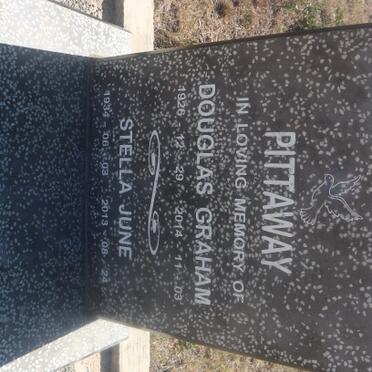 PITTAWAY
IN LOVING MEMORY OF
DOUGLAS GRAHAM
1926 - 12 - 29 2014 - 11 - 03
STELLA JUNE
1934 - 06 - 03 2013 - 08 - 24